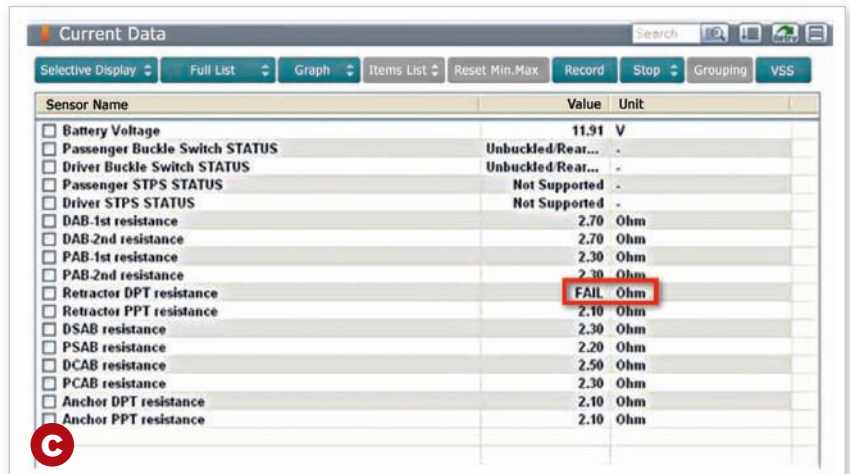 Current Data
Search
Retry
Selective Display Full List Graph Items List Reset Min.Max Record Stop Grouping VSS
Sensor Name Value Unit
Battery Voltage 11.91 V
Passenger Buckle Switch STATUS Unbuckled/Rear... -
Driver Buckle Switch STATUS Unbuckled/Rear... -
Passenger STPS STATUS Not Supported -
Driver STPS STATUS Not Supported -
DAB-1st resistance 2.70 Ohm
DAB-2nd resistance 2.70 Ohm
PAB-1st resistance 2.30 Ohm
PAB-2nd resistance 2.30 Ohm
Retractor DPT resistance FAIL Ohm
Retractor PPT resistance 2.10 Ohm
DSAB resistance 2.30 Ohm
PSAB resistance 2.20 Ohm
DCAB resistance 2.50 Ohm
PCAB resistance 2.30 Ohm
Anchor DPT resistance 2.10 Ohm
Anchor PPT resistance 2.10 Ohm
C